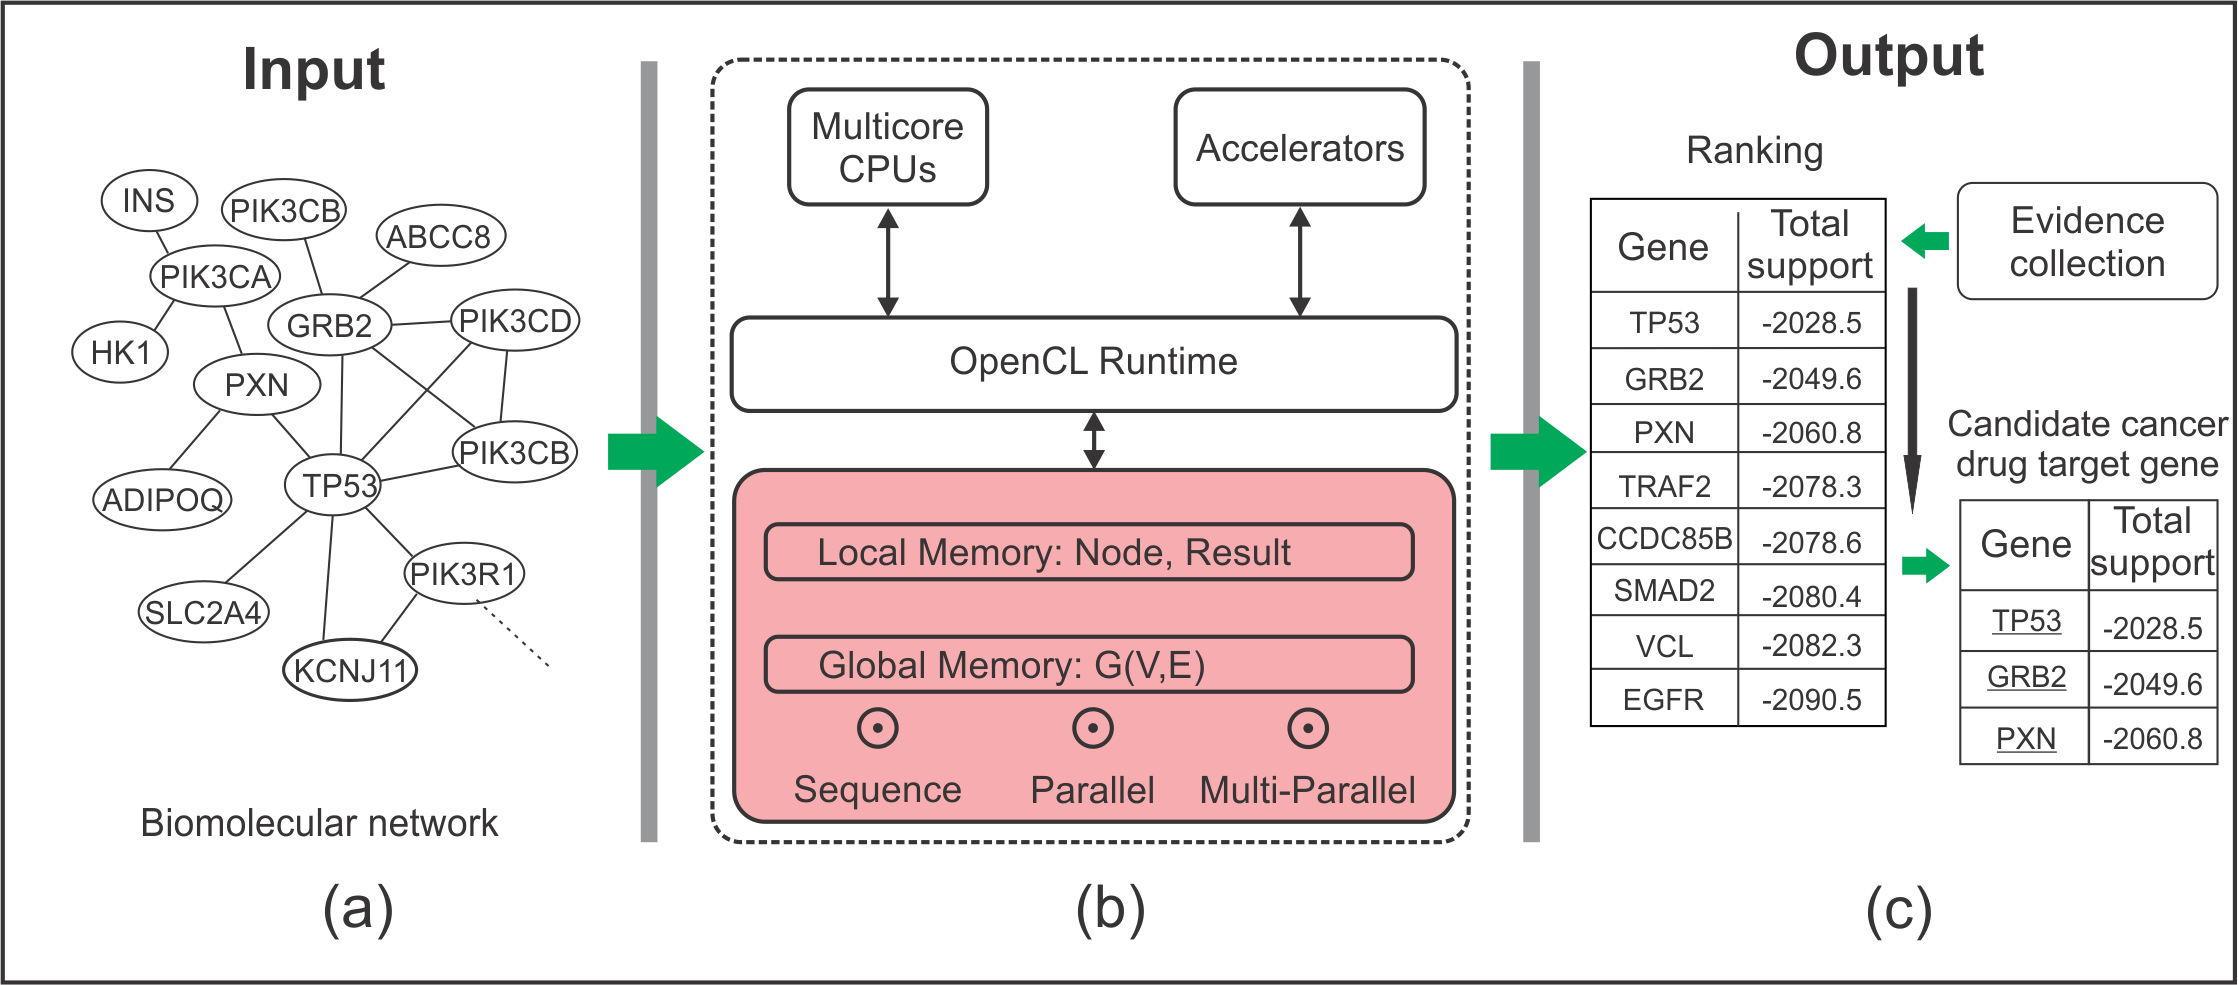 Input
INS
PIK3CB
ABCC8
PIK3CA
GRB2
PIK3CD
HK1
PXN
PIK3CB
TP53
ADIPOQ
PIK3R1
SLC2A4
KCNJ11
Biomolecular network
(a)
Multicore
CPUs
Accelerators
OpenCL Runtime
Local Memory: Node, Result
Global Memory: G(V,E)
Sequence Parallel Multi-Parallel
(b)
Output
Ranking
Gene Total
support
TP53 -2028.5
GRB2 -2049.6
PXN -2060.8
TRAF2 -2078.3
CCDC85B -2078.6
SMAD2 -2080.4
VCL -2082.3
EGFR -2090.5
Evidence
collection
Candidate cancer
drug target gene
Gene Total
support
TP53 -2028.5
GRB2 -2049.6
PXN -2060.8
(c)